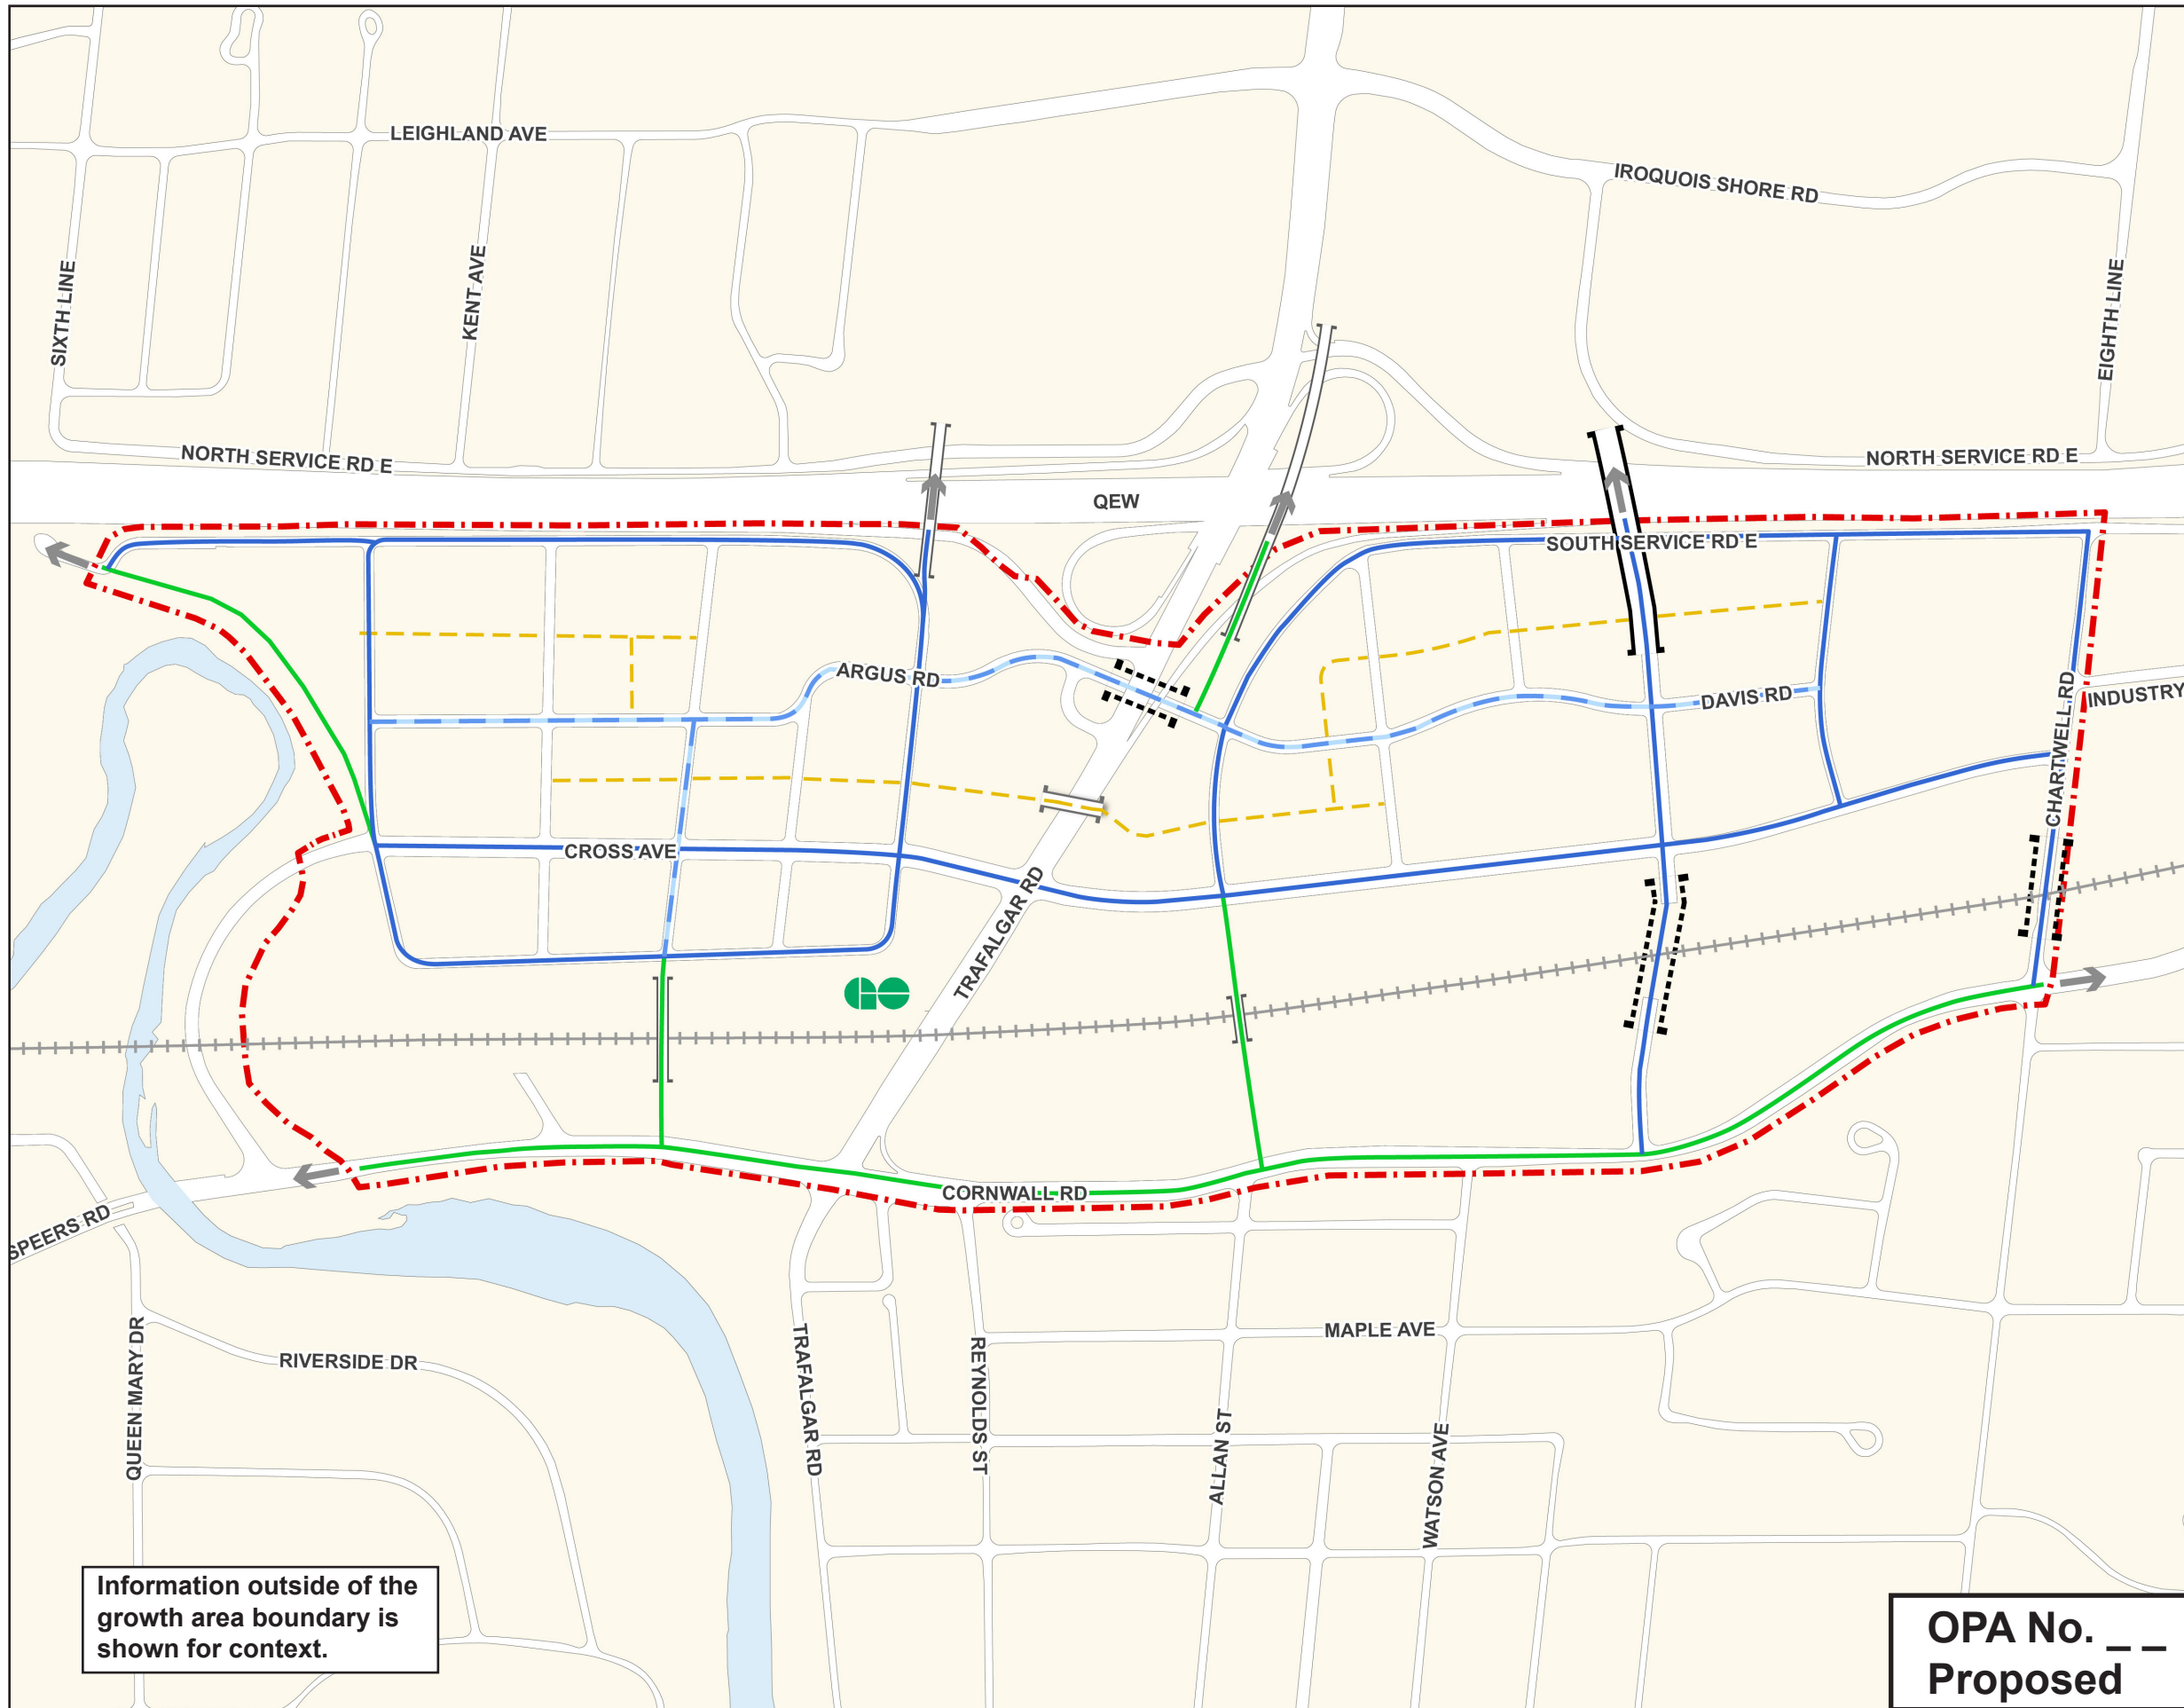 LEIGHLAND AVE
IROQUOIS SHORE RD
SIXTH LINE
KENT AVE
EIGHTH LINE
NORTH SERVICE RD E
NORTH SERVICE RD E
QEW
SOUTH SERVICE RD E
ARGUS RD
DAVIS RD
INDUSTRY
CHARTWELL RD
CROSS AVE
TRAFALGAR RD
GO
CORNWALL RD
SPEERS RD
QUEEN MARY DR
RIVERSIDE DR
TRAFALGAR RD
REYNOLDS ST
MAPLE AVE
ALLAN ST
WATSON AVE
Information outside of the
growth area boundary is
shown for context.
OPA No. _ _
Proposed